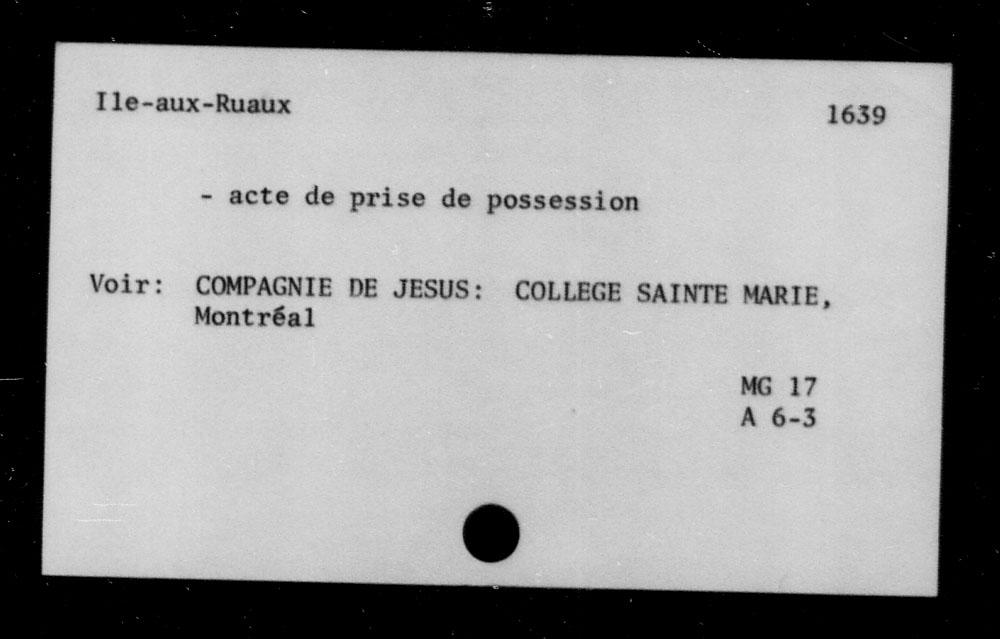 Ile-aux-Ruaux
1639
- acte de prise de possession
Voir: COMPAGNIE DE JESUS: COLLEGE SAINTE MARIE,
Montréal
MG 17
A 6-3